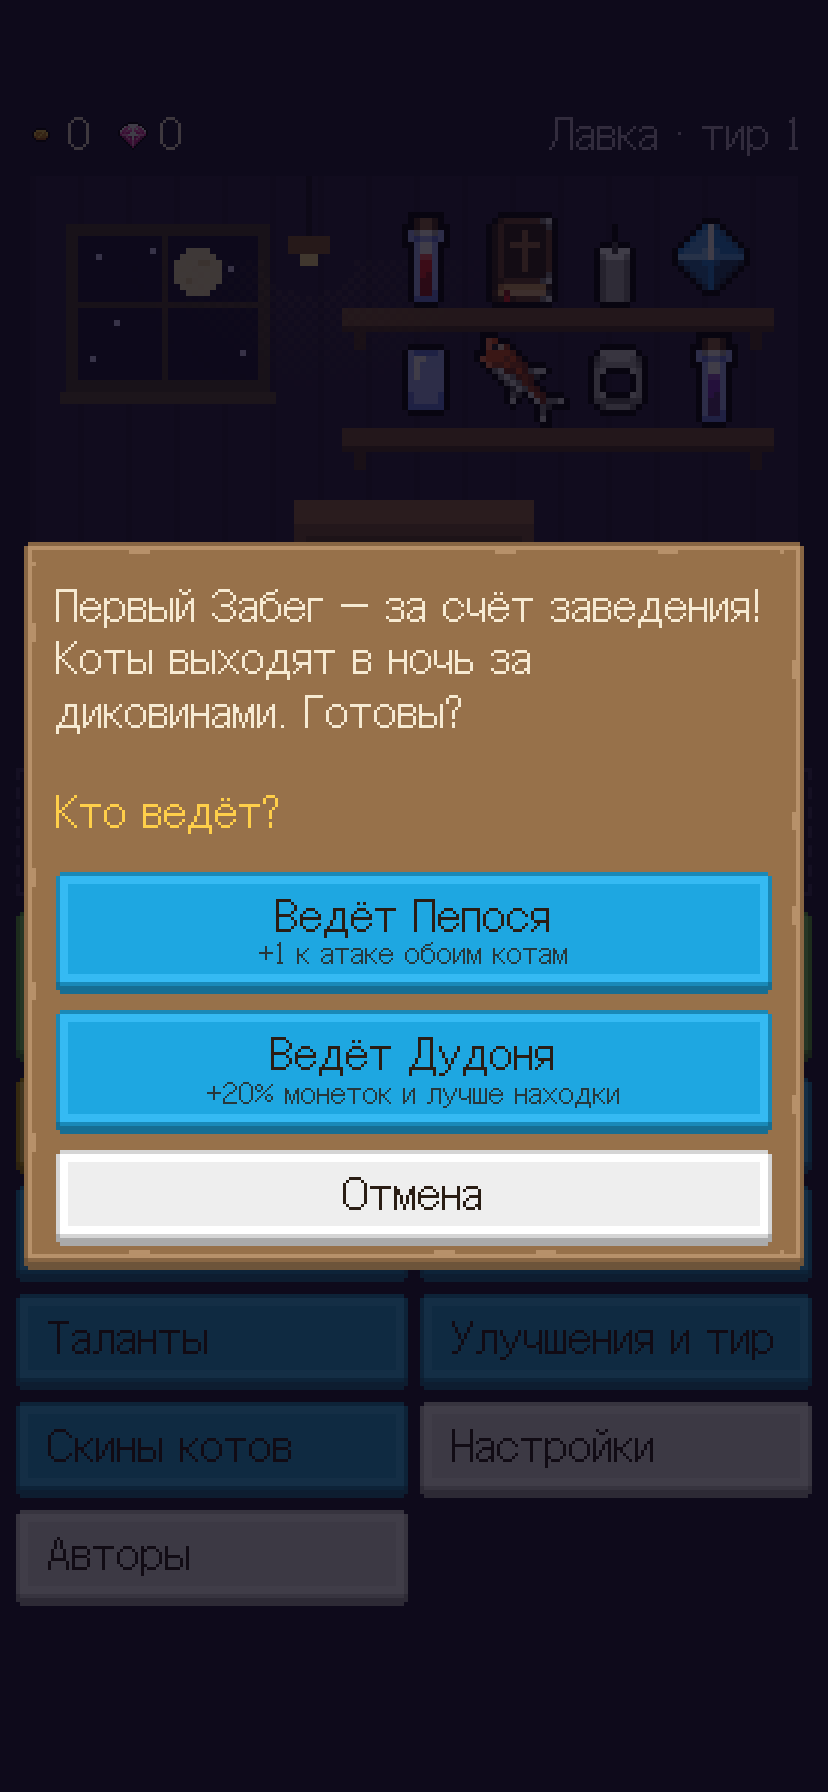 0 0 Лавка · тир 1
Первый Забег — за счёт заведения!
Коты выходят в ночь за
диковинами. Готовы?
Кто ведёт?
Ведёт Пепося
+1 к атаке обоим котам
Ведёт Дудоня
+20% монеток и лучше находки
Отмена
Таланты
Улучшения и тир
Скины котов
Настройки
Авторы